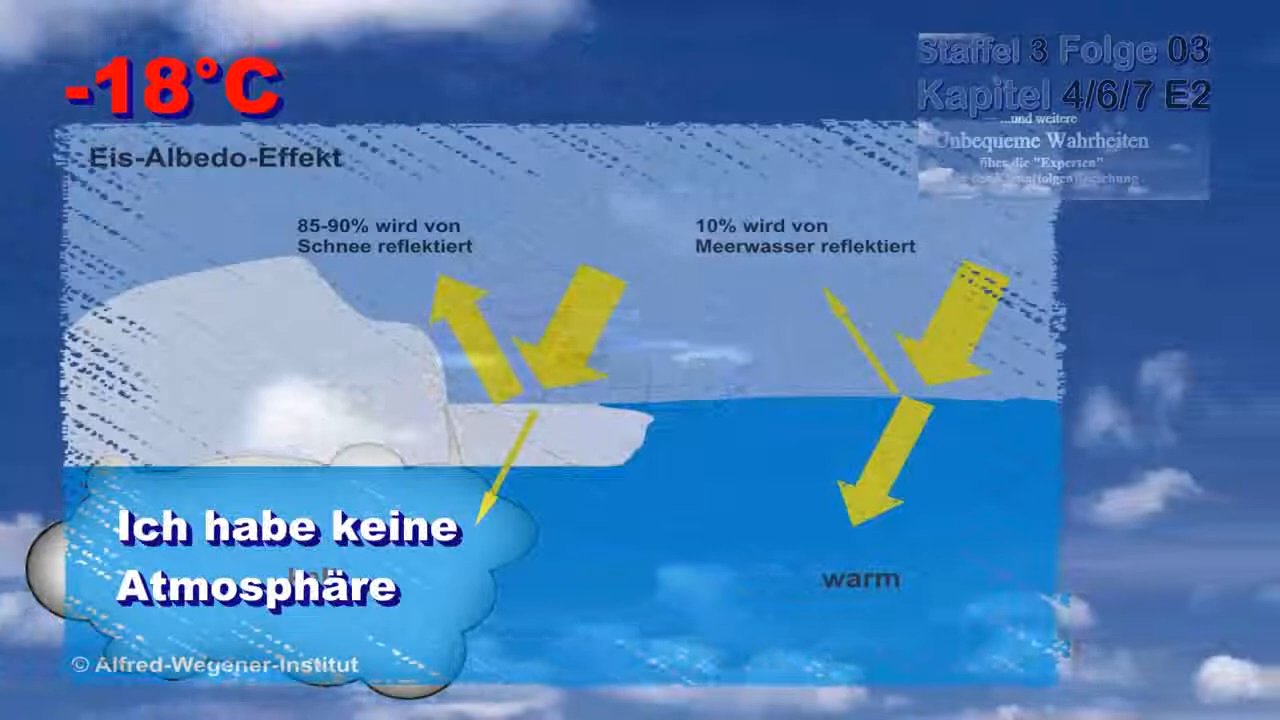 -18°C
Staffel 3 Folge 03
Kapitel 4/6/7 E2
...und weitere
Unbequeme Wahrheiten
über die "Experten"
Eis-Albedo-Effekt
85-90% wird von
Schnee reflektiert
10% wird von
Meerwasser reflektiert
Ich habe keine
Atmosphäre
warm
© Alfred-Wegener-Institut